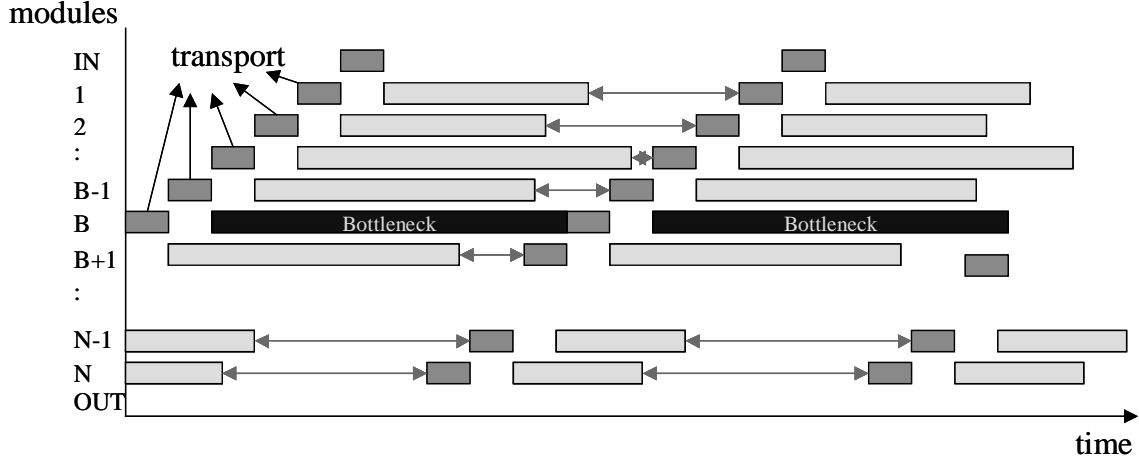 modules
IN
transport
1
2
:
B-1
B
Bottleneck
Bottleneck
B+1
:
N-1
N
OUT
time